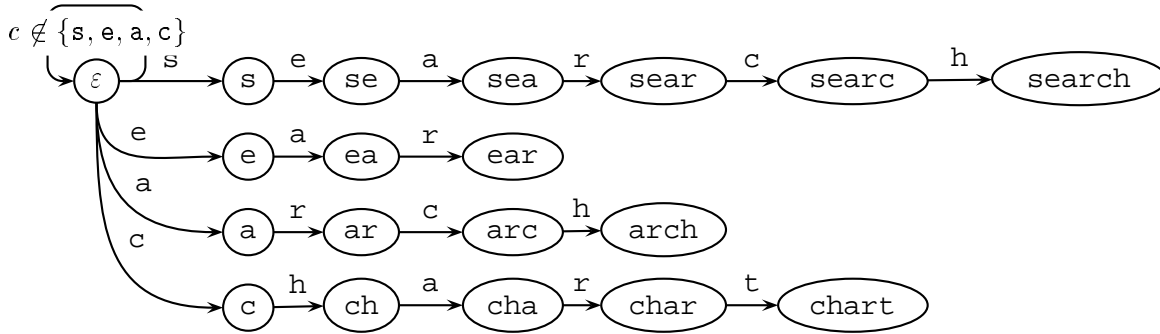 c ∉ {s, e, a, c}
s e a r c h
ε s se sea sear searc search
e a r
e ea ear
a r c h
a ar arc arch
c h a r t
c ch cha char chart